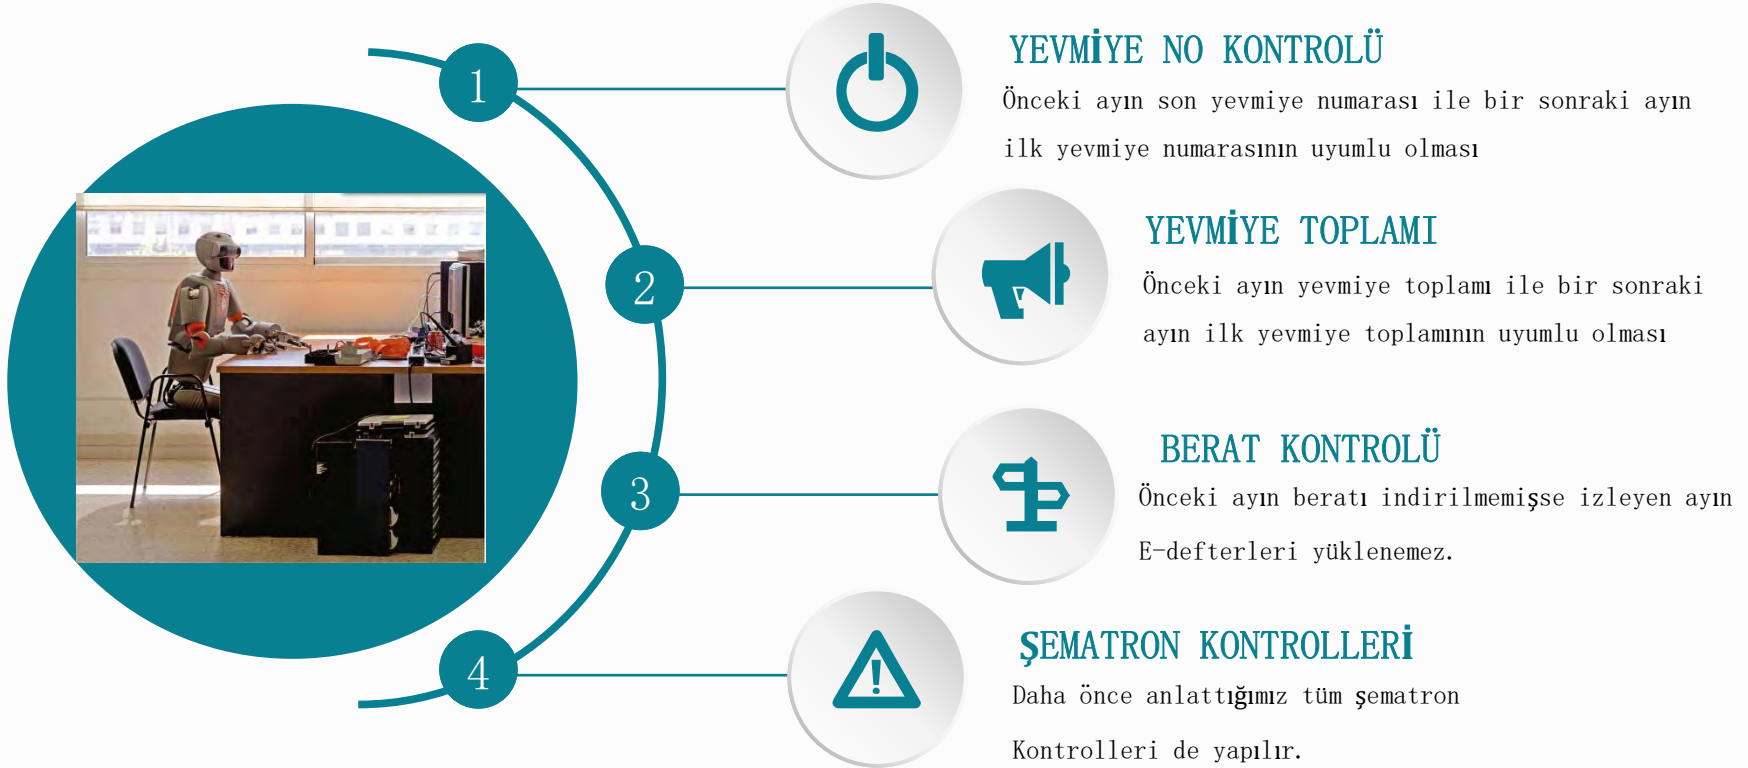 1
YEVMİYE NO KONTROLÜ
Önceki ayın son yevmiye numarası ile bir sonraki ayın
ilk yevmiye numarasının uyumlu olması
2
YEVMİYE TOPLAMI
Önceki ayın yevmiye toplamı ile bir sonraki
ayın ilk yevmiye toplamının uyumlu olması
3
BERAT KONTROLÜ
Önceki ayın beratı indirilmemişse izleyen ayın
E-defterleri yüklenemez.
4
ŞEMATRON KONTROLLERİ
Daha önce anlattığımız tüm şematron
Kontrolleri de yapılır.